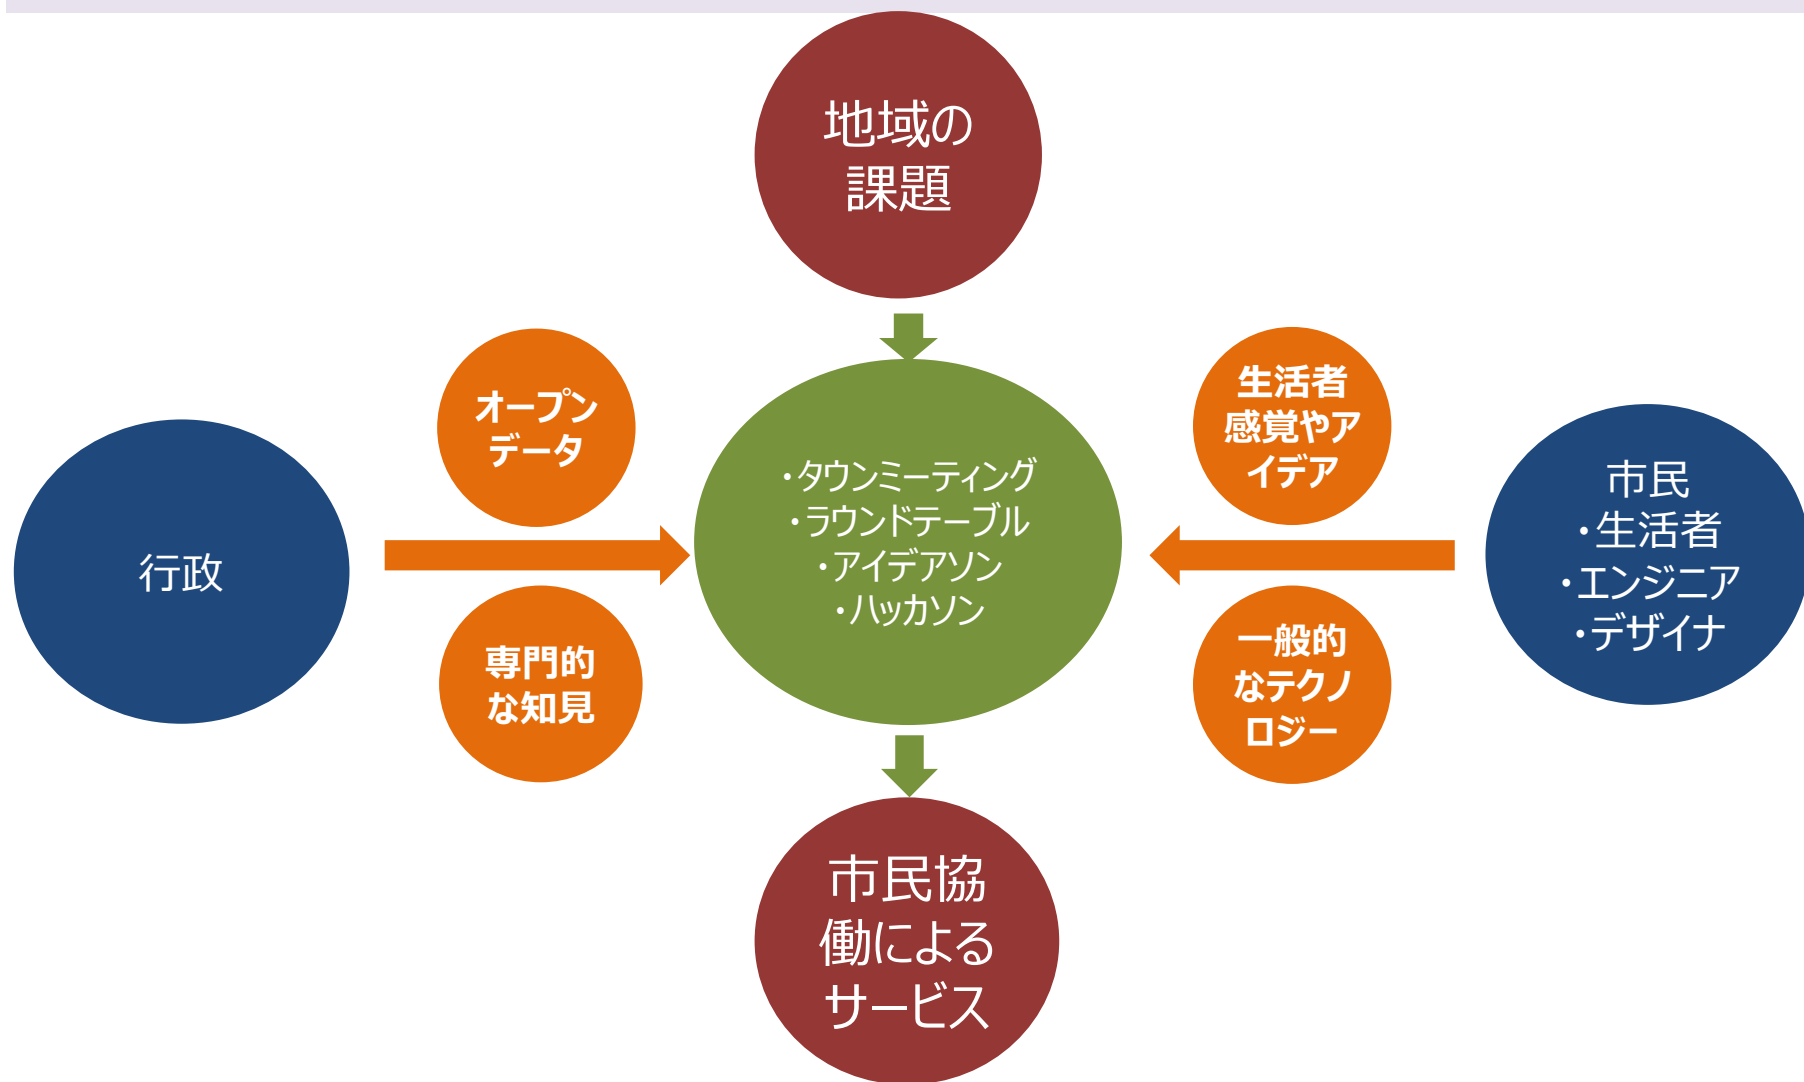 地域の
課題
オープン
データ
生活者
感覚やア
イデア
行政
・タウンミーティング
・ラウンドテーブル
・アイデアソン
・ハッカソン
市民
・生活者
・エンジニア
・デザイナ
専門的
な知見
一般的
なテクノ
ロジー
市民協
働による
サービス